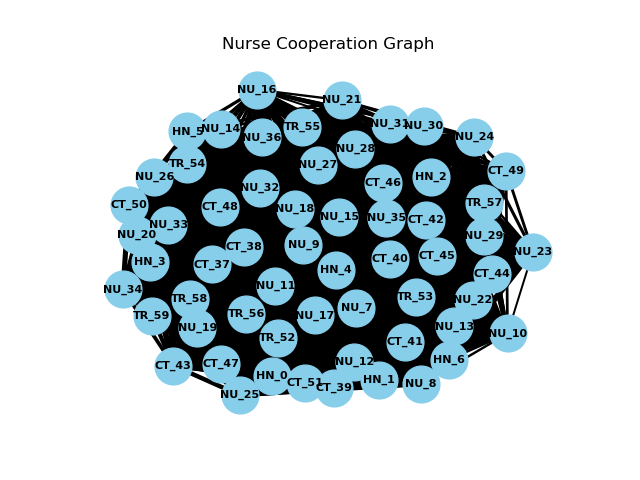 Nurse Cooperation Graph
NU_16
NU_21
NU_31
NU_30
TR_55
NU_14
HN_5
NU_36
NU_24
NU_28
TR_54
NU_27
CT_49
NU_26
HN_2
CT_46
NU_32
TR_57
CT_50
CT_48
NU_18
NU_15
NU_35
CT_42
NU_33
NU_20
NU_29
NU_9
CT_38
NU_23
CT_45
CT_40
HN_3
CT_37
HN_4
CT_44
NU_11
NU_34
TR_53
TR_58
NU_22
NU_7
TR_56
NU_17
TR_59
NU_19
NU_13
NU_10
TR_52
CT_41
HN_6
NU_12
CT_47
CT_43
HN_0
HN_1
CT_51
NU_8
CT_39
NU_25